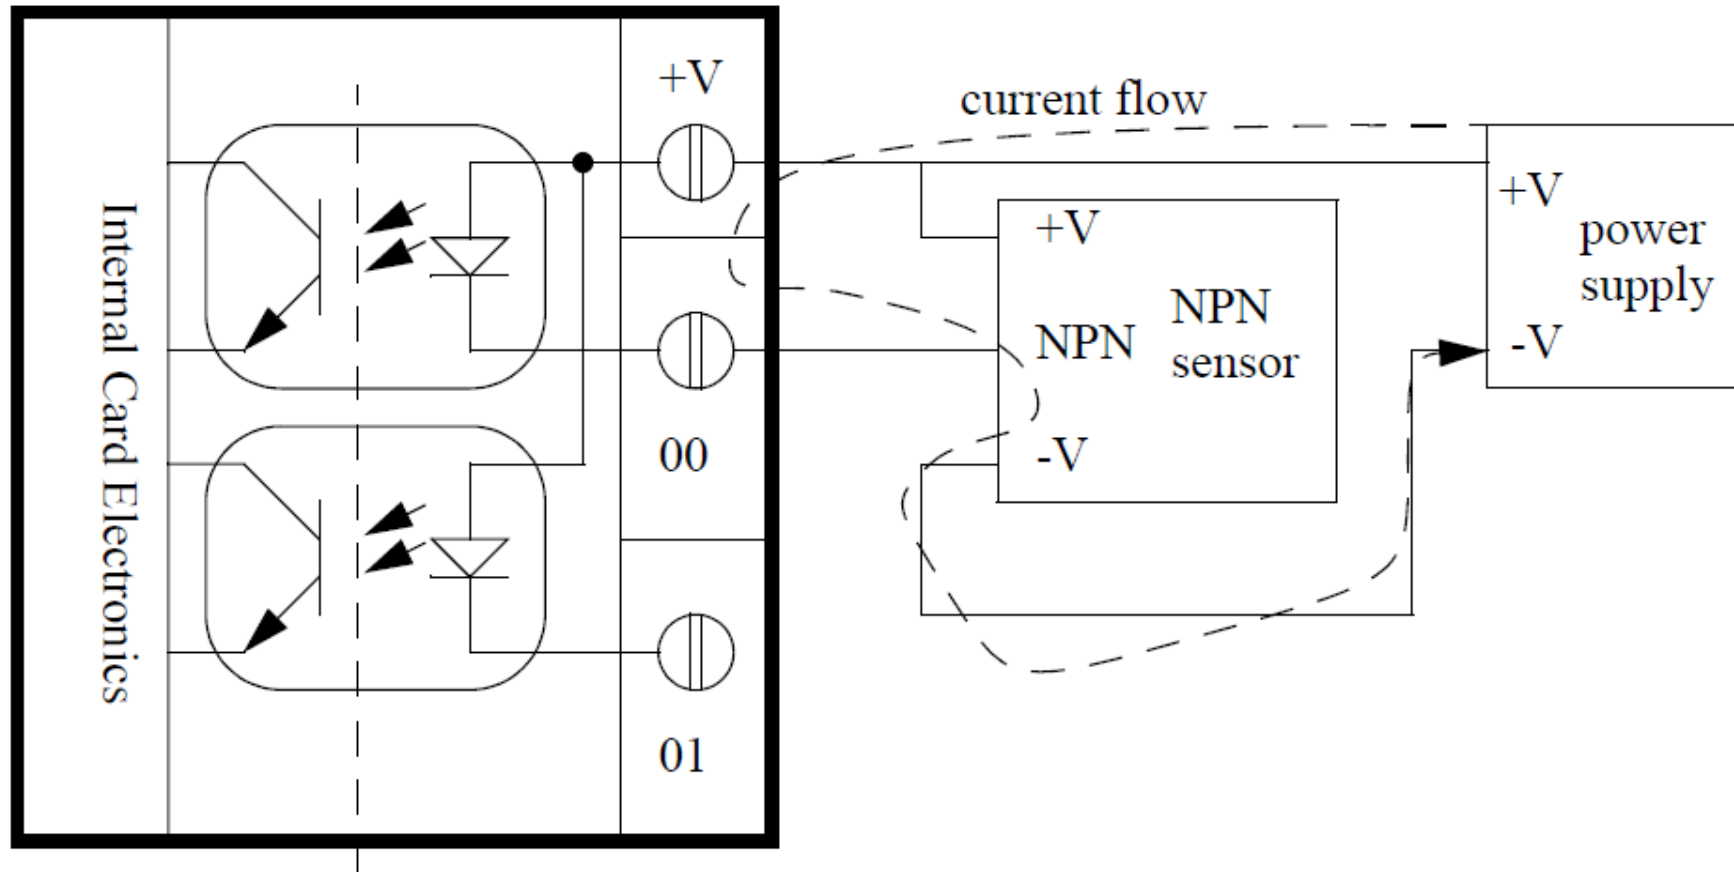 Internal Card Electronics
+V
00
01
current flow
+V
NPN
-V
NPN
sensor
+V
-V
power
supply